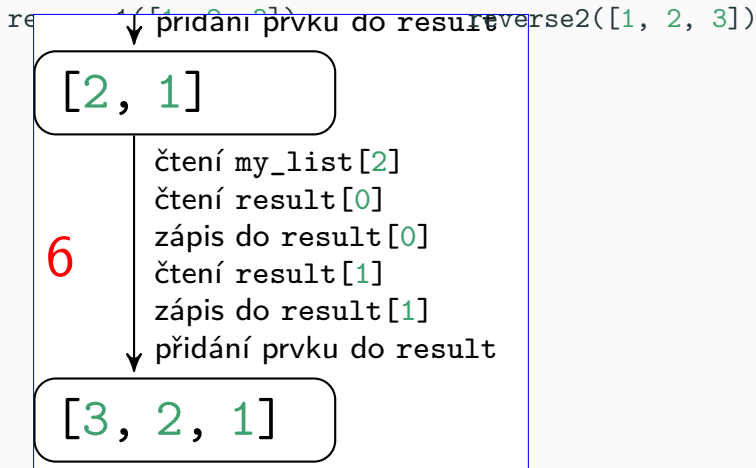 přidání prvku do result
reverse2([1, 2, 3])
[2, 1]
čtení my_list[2]
čtení result[0]
zápis do result[0]
6
čtení result[1]
zápis do result[1]
přidání prvku do result
[3, 2, 1]